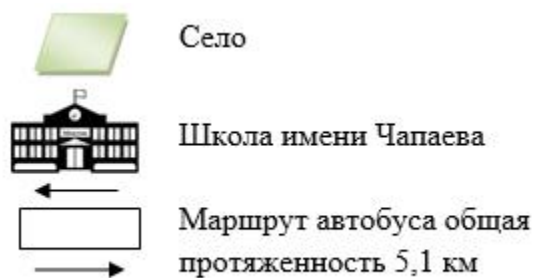 Село
Школа имени Чапаева
Маршрут автобуса общая
протяженность 5,1 км